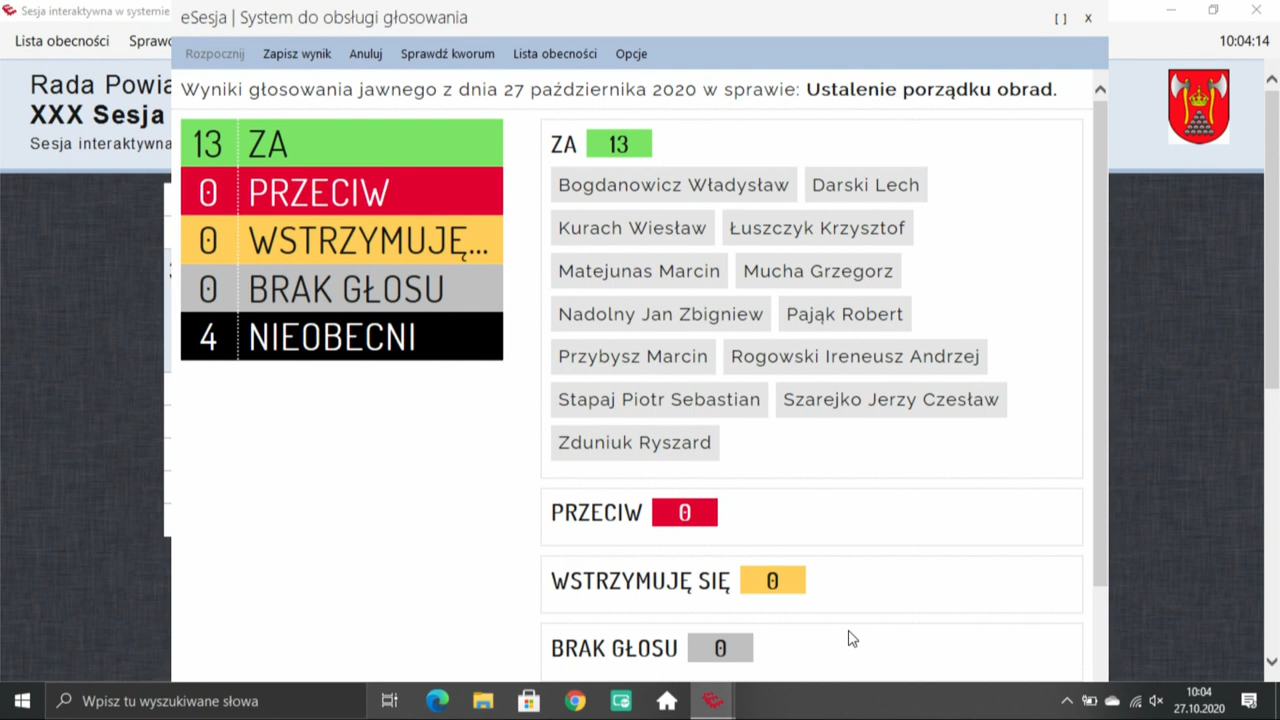 Sesja interaktywna w systemie
eSesja | System do obsługi głosowania
[ ] X
Lista obecności
Rozpocznij Zapisz wynik Anuluj Sprawdź kworum Lista obecności Opcje
10:04:14
Rada Powia
XXX Sesja
Sesja interaktywna
Wyniki głosowania jawnego z dnia 27 października 2020 w sprawie: Ustalenie porządku obrad.
13 ZA
0 PRZECIW
0 WSTRZYMUJĘ...
0 BRAK GŁOSU
4 NIEOBECNI
ZA 13
Bogdanowicz Władysław Darski Lech
Kurach Wiesław Łuszczyk Krzysztof
Matejunas Marcin Mucha Grzegorz
Nadolny Jan Zbigniew Pająk Robert
Przybysz Marcin Rogowski Ireneusz Andrzej
Stapaj Piotr Sebastian Szarejko Jerzy Czesław
Zduniuk Ryszard
PRZECIW 0
WSTRZYMUJĘ SIĘ 0
BRAK GŁOSU 0
Wpisz tu wyszukiwane słowa
10:04
27.10.2020